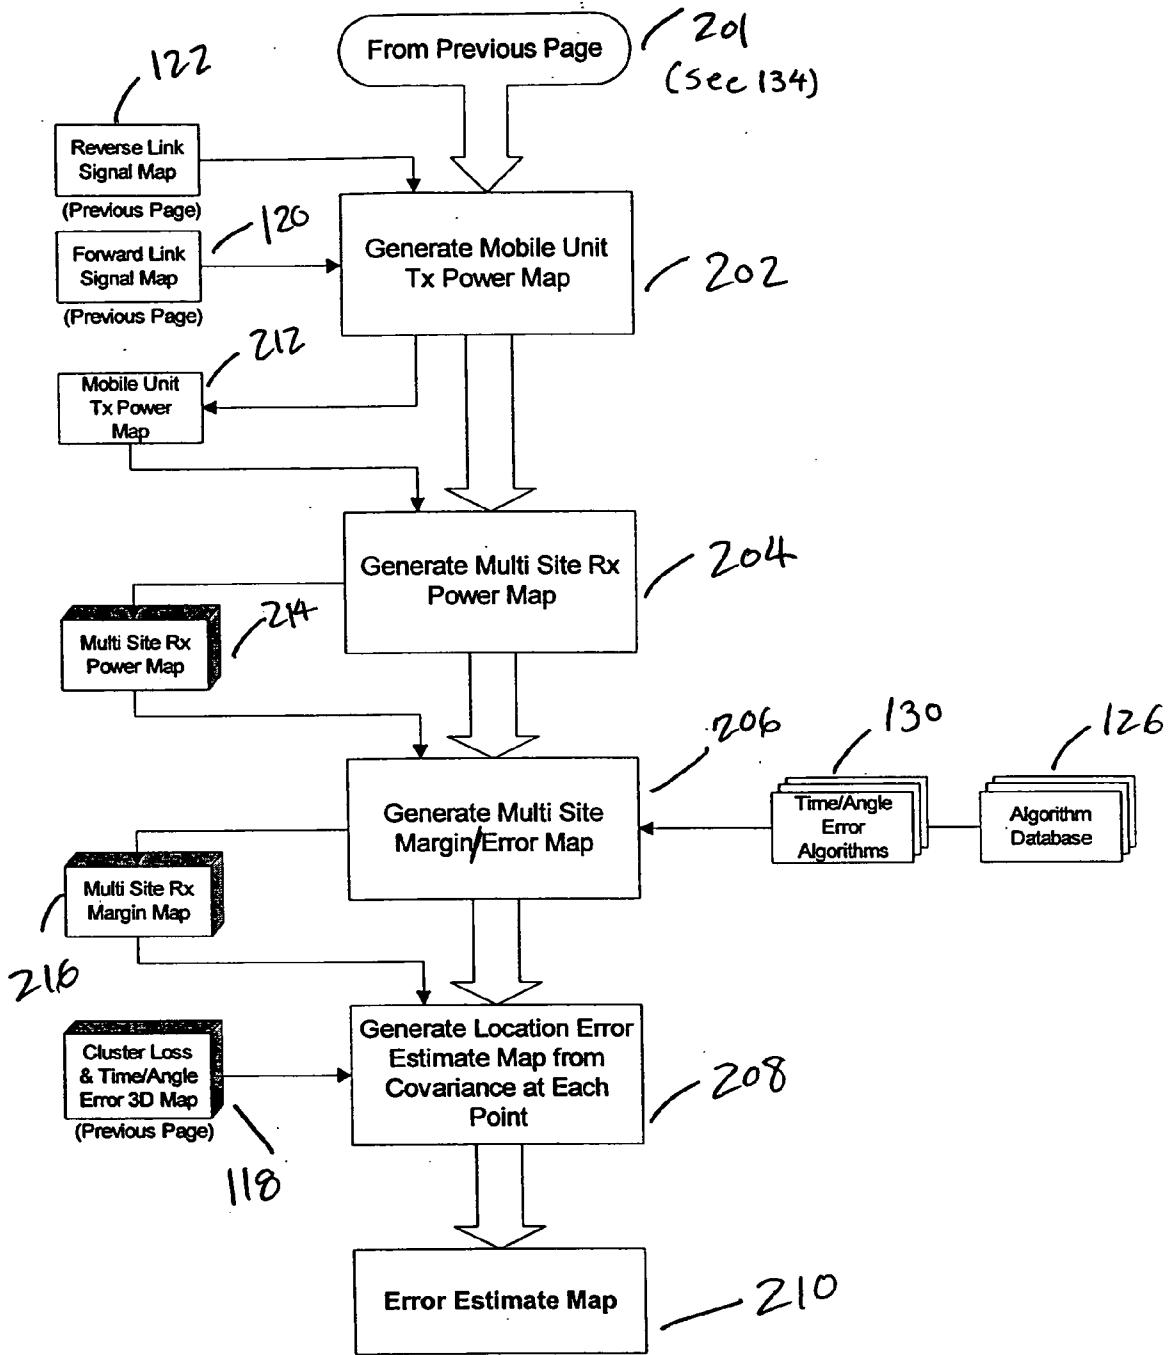 From Previous Page
201
(see 134)
122
Reverse Link
Signal Map
(Previous Page)
120
Forward Link
Signal Map
(Previous Page)
Generate Mobile Unit
Tx Power Map
202
212
Mobile Unit
Tx Power
Map
Generate Multi Site Rx
Power Map
204
214
Multi Site Rx
Power Map
206
130
126
Generate Multi Site
Margin/Error Map
Time/Angle
Error
Algorithms
Algorithm
Database
Multi Site Rx
Margin Map
216
Generate Location Error
Estimate Map from
Covariance at Each
Point
208
Cluster Loss
& Time/Angle
Error 3D Map
(Previous Page)
118
Error Estimate Map
210